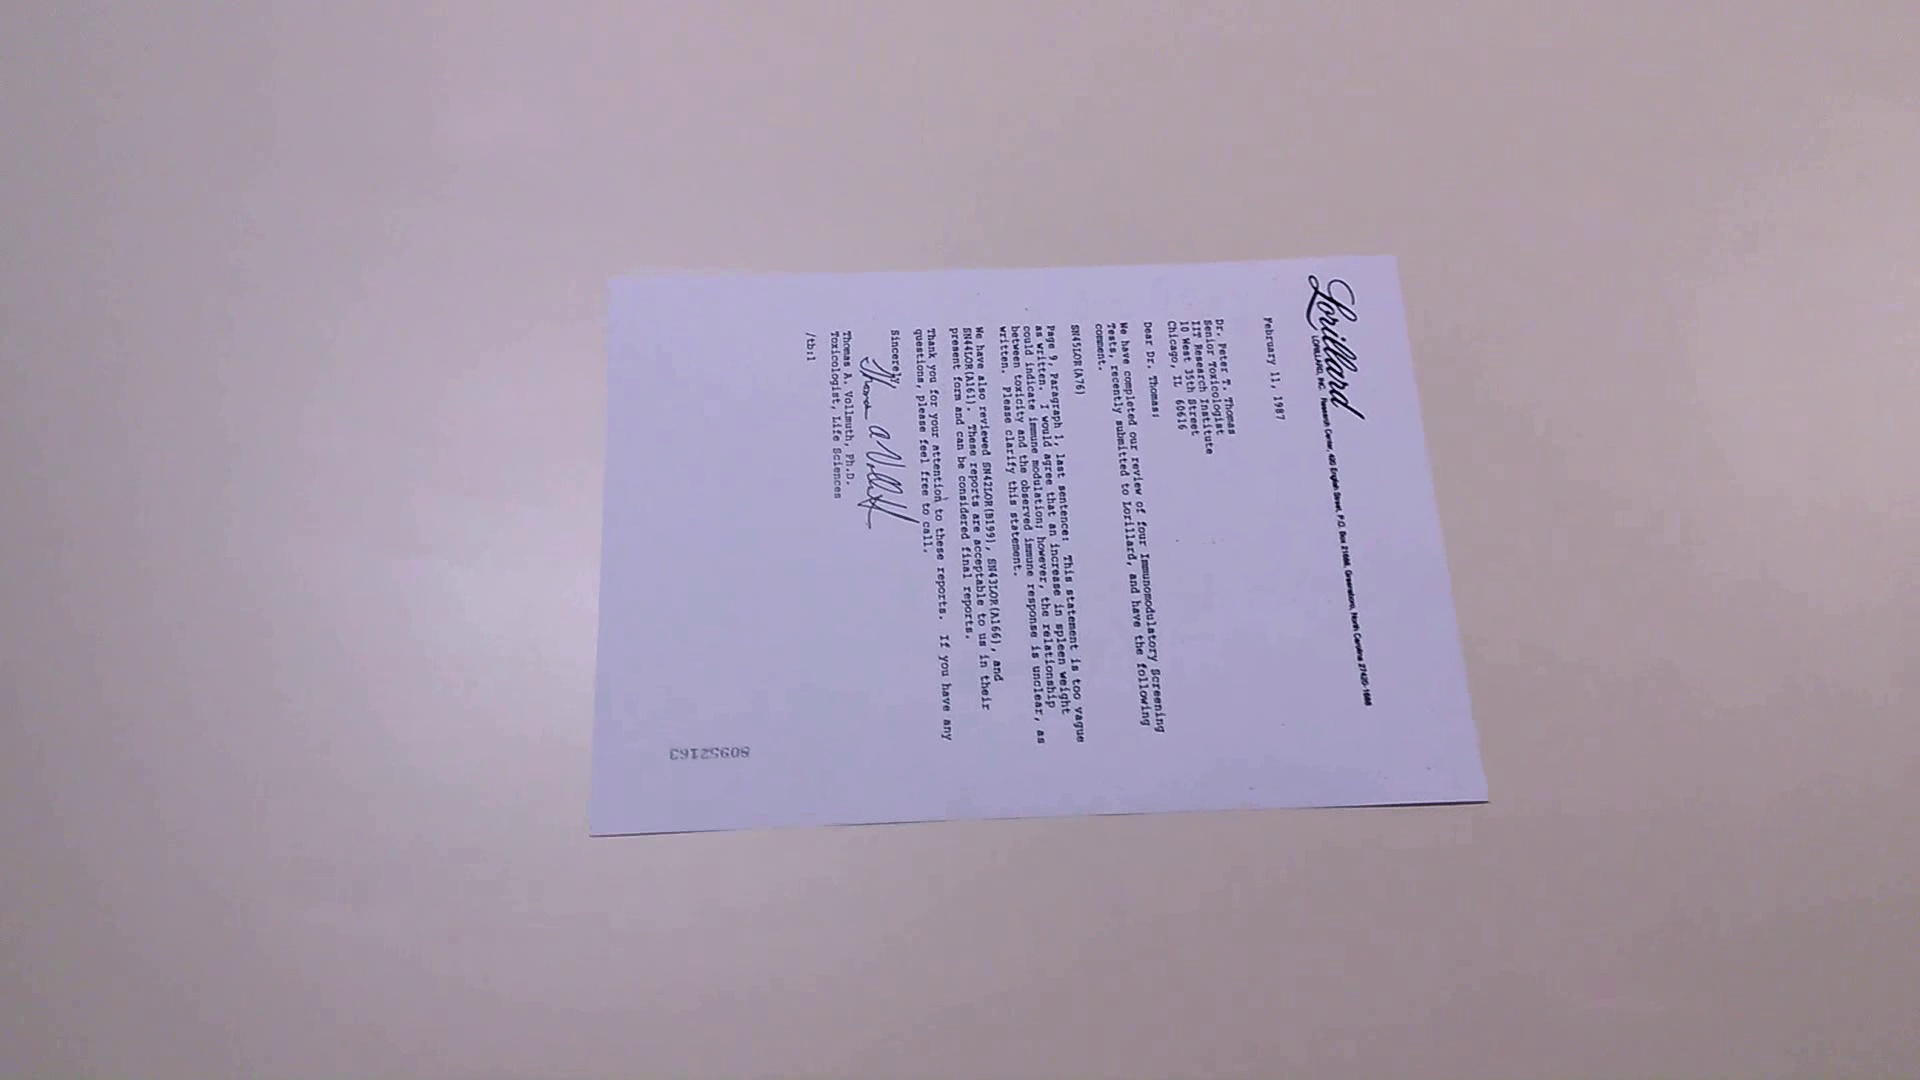 Lorillard
LORILLARD, INC. Research Center, 420 English Street, P.O. Box 21688, Greensboro, North Carolina 27420-1688
February 11, 1987
Dr. Peter T. Thomas
Senior Toxicologist
IIT Research Institute
10 West 35th Street
Chicago, IL 60616
Dear Dr. Thomas:
We have completed our review of four Immunomodulatory Screening
Tests, recently submitted to Lorillard, and have the following
comment.
SN45LOR(A76)
Page 9, Paragraph 1, last sentence: This statement is too vague
as written. I would agree that an increase in spleen weight
could indicate immune modulation; however, the relationship
between toxicity and the observed immune response is unclear, as
written. Please clarify this statement.
We have also reviewed SN42LOR(B199), SN43LOR(A166), and
SN44LOR(A161). These reports are acceptable to us in their
present form and can be considered final reports.
Thank you for your attention to these reports. If you have any
questions, please feel free to call.
Sincerely,
Thomas A Vollmuth
Thomas A. Vollmuth, Ph.D.
Toxicologist, Life Sciences
/tb:l
80952163